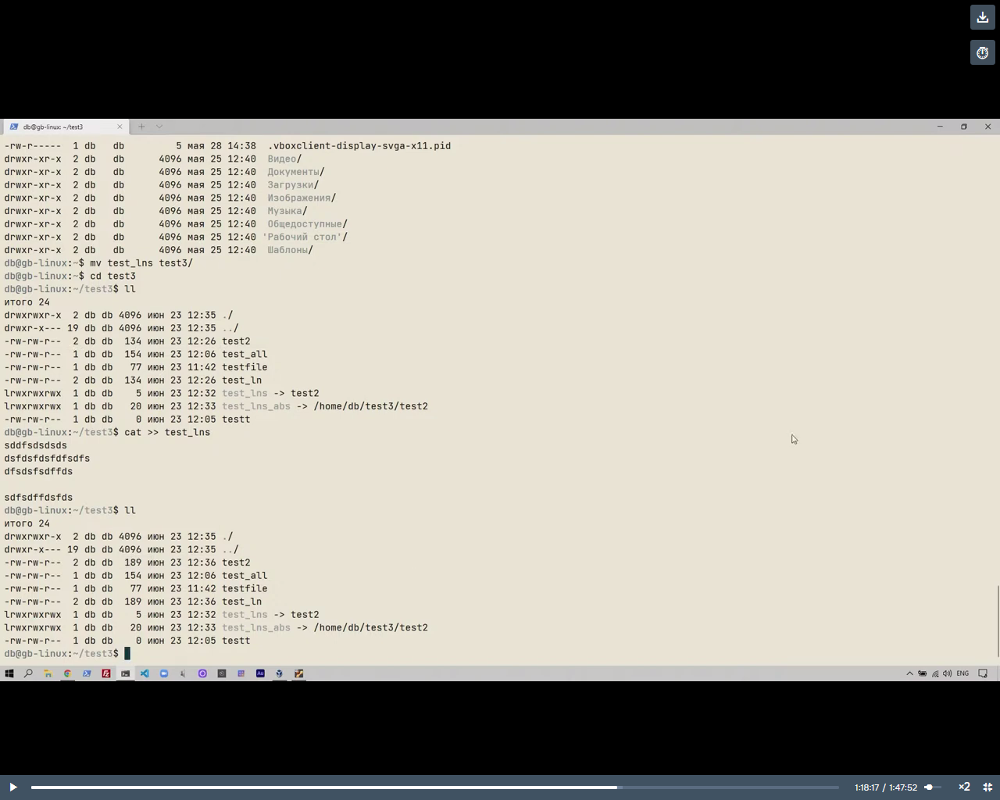 db@gb-linux: ~/test3
-rw-r----- 1 db db 5 мая 28 14:38 .vboxclient-display-svga-x11.pid
drwxr-xr-x 2 db db 4096 мая 25 12:40 Видео/
drwxr-xr-x 2 db db 4096 мая 25 12:40 Документы/
drwxr-xr-x 2 db db 4096 мая 25 12:40 Загрузки/
drwxr-xr-x 2 db db 4096 мая 25 12:40 Изображения/
drwxr-xr-x 2 db db 4096 мая 25 12:40 Музыка/
drwxr-xr-x 2 db db 4096 мая 25 12:40 Общедоступные/
drwxr-xr-x 2 db db 4096 мая 25 12:40 'Рабочий стол'/
drwxr-xr-x 2 db db 4096 мая 25 12:40 Шаблоны/
db@gb-linux:~$ mv test_lns test3/
db@gb-linux:~$ cd test3
db@gb-linux:~/test3$ ll
итого 24
drwxrwxr-x 2 db db 4096 июн 23 12:35 ./
drwxr-x--- 19 db db 4096 июн 23 12:35 ../
-rw-rw-r-- 2 db db 134 июн 23 12:26 test2
-rw-rw-r-- 1 db db 154 июн 23 12:06 test_all
-rw-rw-r-- 1 db db 77 июн 23 11:42 testfile
-rw-rw-r-- 2 db db 134 июн 23 12:26 test_ln
lrwxrwxrwx 1 db db 5 июн 23 12:32 test_lns -> test2
lrwxrwxrwx 1 db db 20 июн 23 12:33 test_lns_abs -> /home/db/test3/test2
-rw-rw-r-- 1 db db 0 июн 23 12:05 testt
db@gb-linux:~/test3$ cat >> test_lns
sddfsdsdsds
dsfdsfdsfdfsdfs
dfsdsfsdffds
sdfsdffdsfds
db@gb-linux:~/test3$ ll
итого 24
drwxrwxr-x 2 db db 4096 июн 23 12:35 ./
drwxr-x--- 19 db db 4096 июн 23 12:35 ../
-rw-rw-r-- 2 db db 189 июн 23 12:36 test2
-rw-rw-r-- 1 db db 154 июн 23 12:06 test_all
-rw-rw-r-- 1 db db 77 июн 23 11:42 testfile
-rw-rw-r-- 2 db db 189 июн 23 12:36 test_ln
lrwxrwxrwx 1 db db 5 июн 23 12:32 test_lns -> test2
lrwxrwxrwx 1 db db 20 июн 23 12:33 test_lns_abs -> /home/db/test3/test2
-rw-rw-r-- 1 db db 0 июн 23 12:05 testt
db@gb-linux:~/test3$
Fz
Au
ENG
1:18:17 / 1:47:52
×2